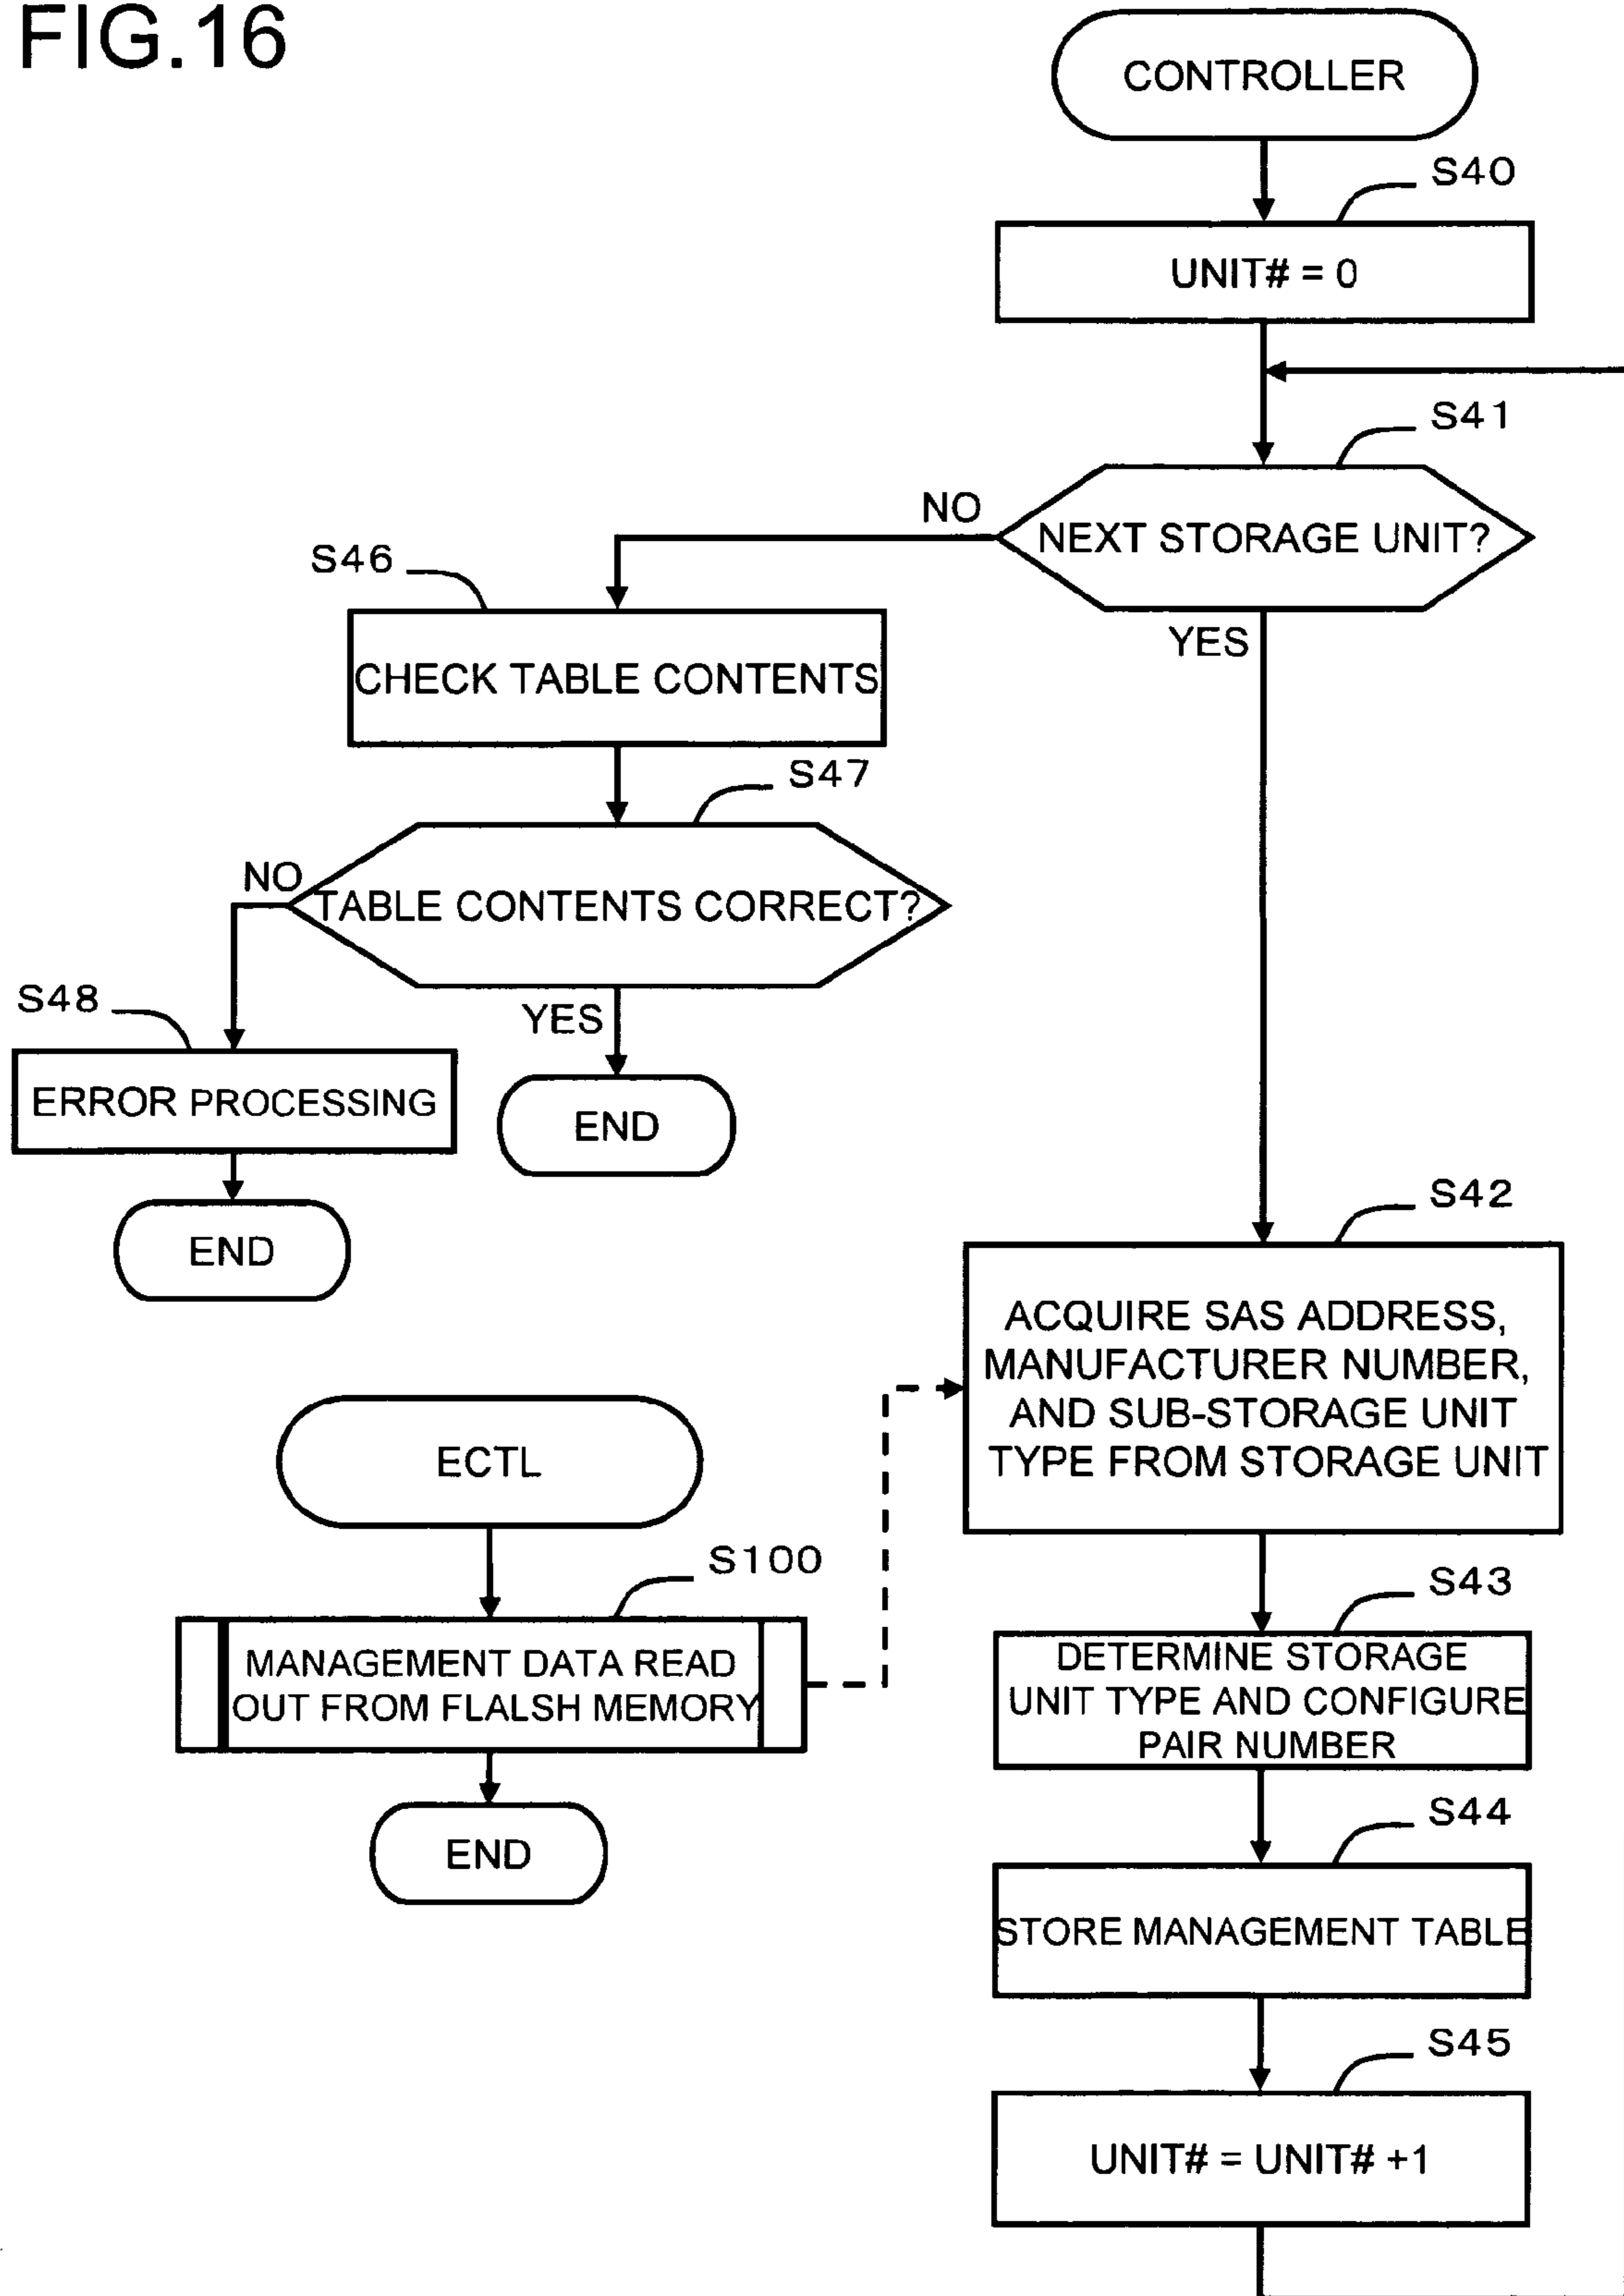 FIG.16
CONTROLLER
S40
UNIT# = 0
S41
NEXT STORAGE UNIT?
NO
YES
S46
CHECK TABLE CONTENTS
S47
TABLE CONTENTS CORRECT?
NO
YES
S48
ERROR PROCESSING
END
END
S42
ACQUIRE SAS ADDRESS,
MANUFACTURER NUMBER,
AND SUB-STORAGE UNIT
TYPE FROM STORAGE UNIT
ECTL
S100
MANAGEMENT DATA READ
OUT FROM FLALSH MEMORY
END
S43
DETERMINE STORAGE
UNIT TYPE AND CONFIGURE
PAIR NUMBER
S44
STORE MANAGEMENT TABLE
S45
UNIT# = UNIT# +1